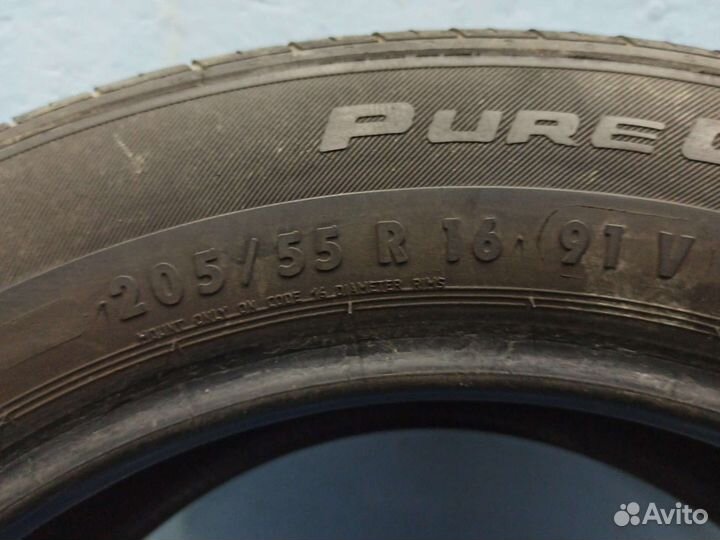 PURE
205/55 R 16 (91 V
MOUNT ONLY ON CODE 16 DIAMETER RIMS
Avito